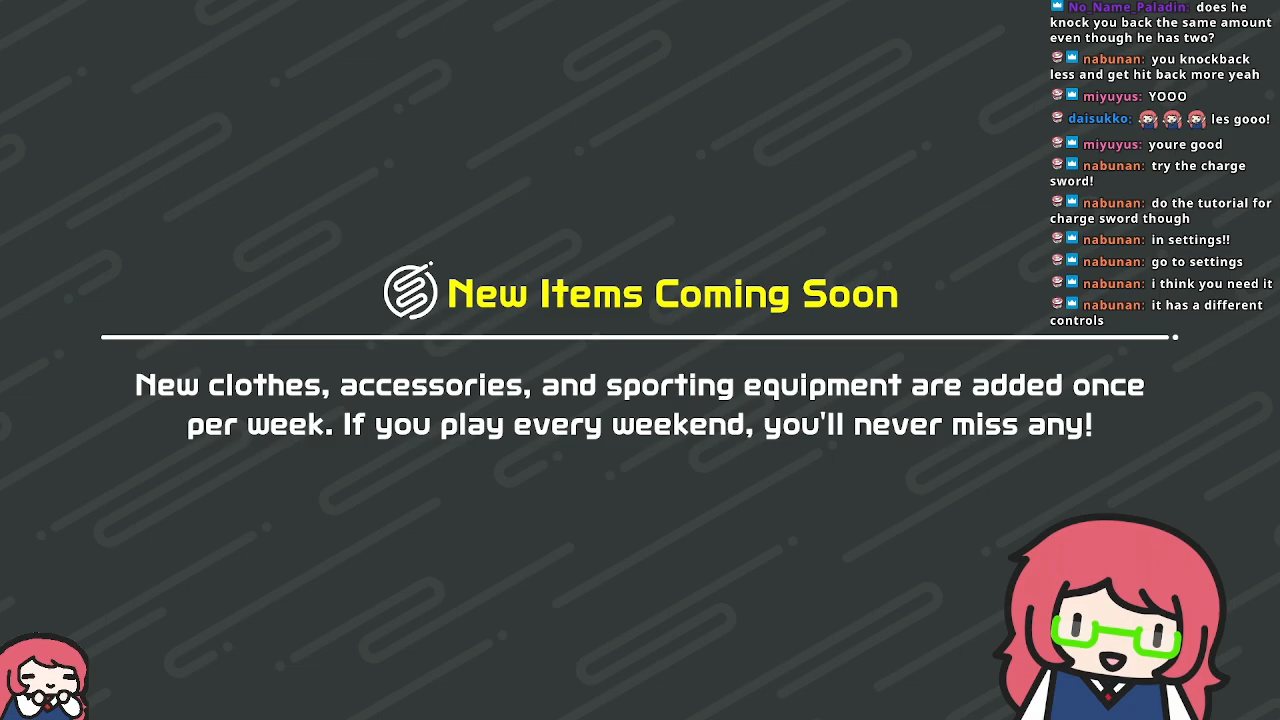 No_Name_Paladin: does he
knock you back the same amount
even though he has two?
nabunan: you knockback
less and get hit back more yeah
miyuyus: YOOO
daisukko: les gooo!
miyuyus: youre good
nabunan: try the charge
sword!
nabunan: do the tutorial for
charge sword though
nabunan: in settings!!
nabunan: go to settings
nabunan: i think you need it
nabunan: it has a different
controls
New Items Coming Soon
New clothes, accessories, and sporting equipment are added once
per week. If you play every weekend, you'll never miss any!